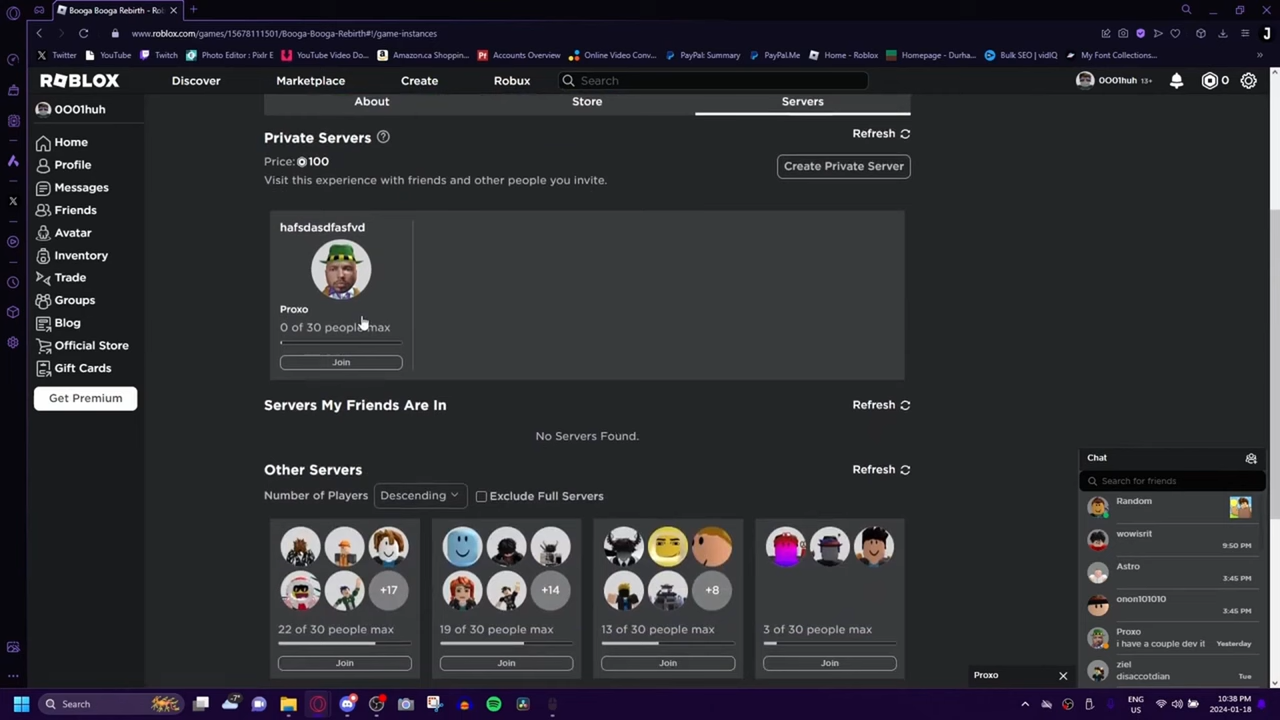 Booga Booga Rebirth - Rob
www.roblox.com/games/15678111501/Booga-Booga-Rebirth#!/game-instances
Twitter
YouTube
Twitch
Photo Editor : Pixlr E
YouTube Video Do...
Amazon.ca Shoppin...
Accounts Overview
Online Video Conv...
PayPal: Summary
PayPal.Me
Home - Roblox
Homepage - Durha...
Bulk SEO | vidIQ
My Font Collections...
ROBLOX
Discover
Marketplace
Create
Robux
Search
0O01huh 13+
0
0O01huh
Home
Profile
Messages
Friends
Avatar
Inventory
Trade
Groups
Blog
Official Store
Gift Cards
Get Premium
About
Store
Servers
Private Servers
Refresh
Price: 100
Create Private Server
Visit this experience with friends and other people you invite.
hafsdasdfasfvd
Proxo
0 of 30 people max
Join
Servers My Friends Are In
Refresh
No Servers Found.
Other Servers
Refresh
Number of Players
Descending
Exclude Full Servers
+17
+14
+8
22 of 30 people max
19 of 30 people max
13 of 30 people max
3 of 30 people max
Join
Join
Join
Join
Chat
Search for friends
Random
wowisrit
9:50 PM
Astro
3:45 PM
onon101010
3:45 PM
Proxo
i have a couple dev it
Yesterday
ziel
disaccotdian
Tue
Proxo
Search
ENG
US
10:38 PM
2024-01-18